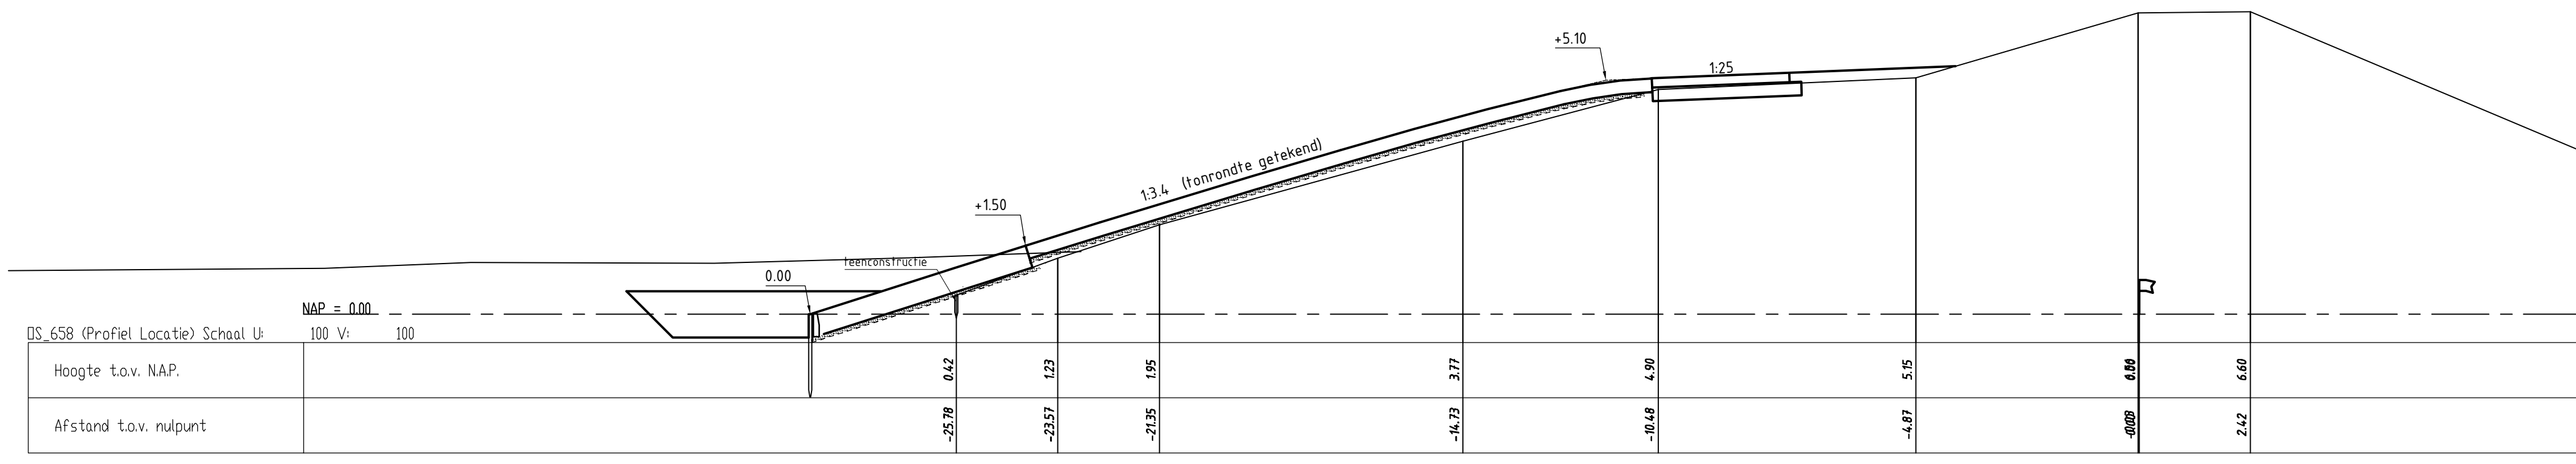 +5.10
1:25
1:3.4 (tonrondte getekend)
+1.50
teenconstructie
0.00
NAP = 0.00
S_658 (Profiel Locatie) Schaal U: 100 V: 100
Hoogte t.o.v. N.A.P. 0.42 1.23 1.95 3.77 4.90 5.15 6.60
Afstand t.o.v. nulpunt -25.78 -23.57 -21.35 -14.73 -10.48 -4.87 2.42